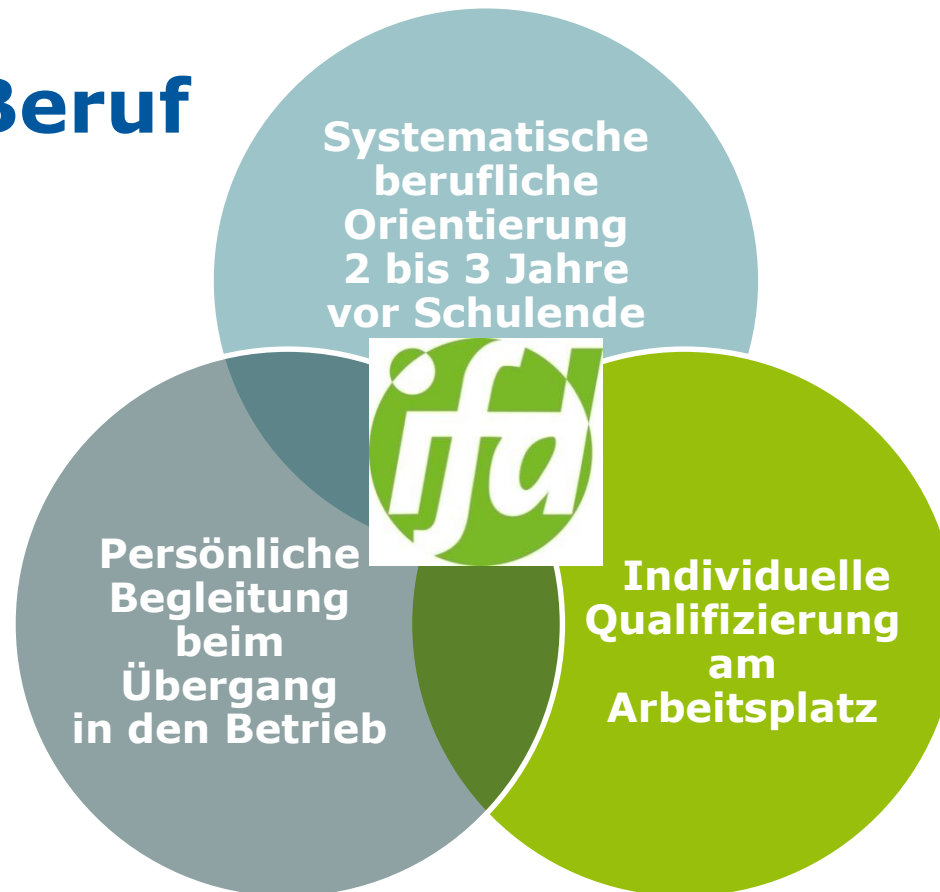 Beruf
Systematische
berufliche
Orientierung
2 bis 3 Jahre
vor Schulende
ifd
Persönliche
Begleitung
beim
Übergang
in den Betrieb
Individuelle
Qualifizierung
am
Arbeitsplatz